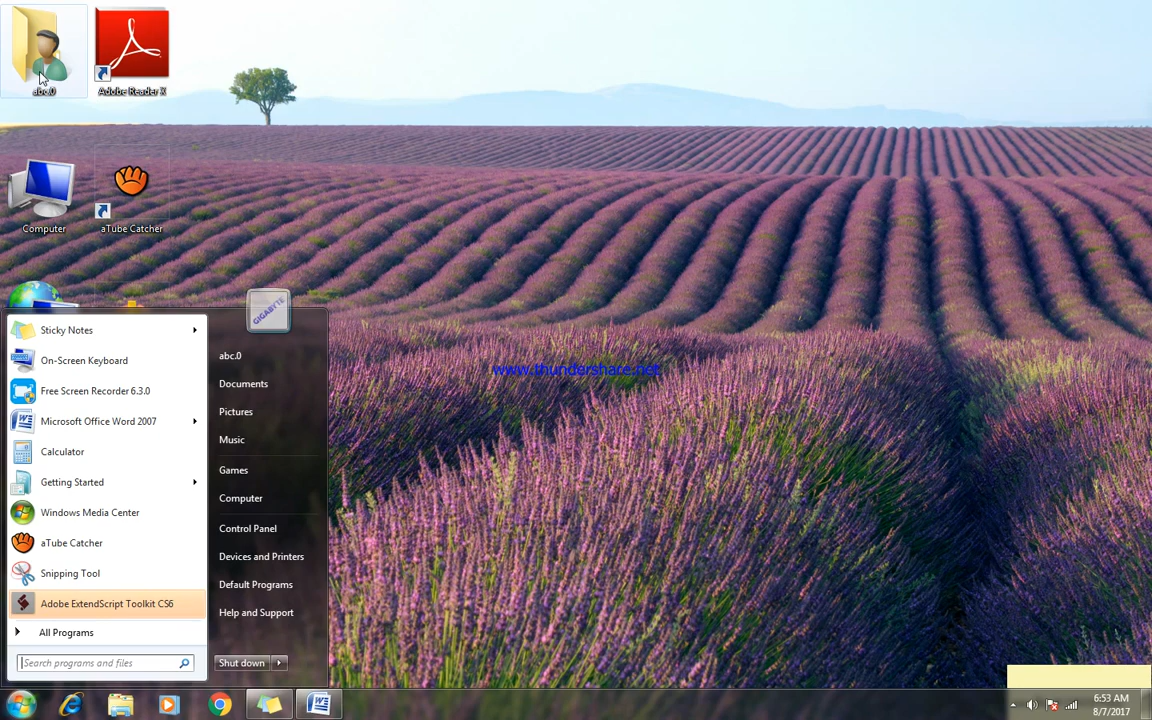 abc.0
Adobe Reader X
Computer
aTube Catcher
GIGABYTE
Sticky Notes
On-Screen Keyboard
Free Screen Recorder 6.3.0
Microsoft Office Word 2007
Calculator
Getting Started
Windows Media Center
aTube Catcher
Snipping Tool
Adobe ExtendScript Toolkit CS6
All Programs
Search programs and files
abc.0
Documents
Pictures
Music
Games
Computer
Control Panel
Devices and Printers
Default Programs
Help and Support
Shut down
www.thundershare.net
6:53 AM
8/7/2017